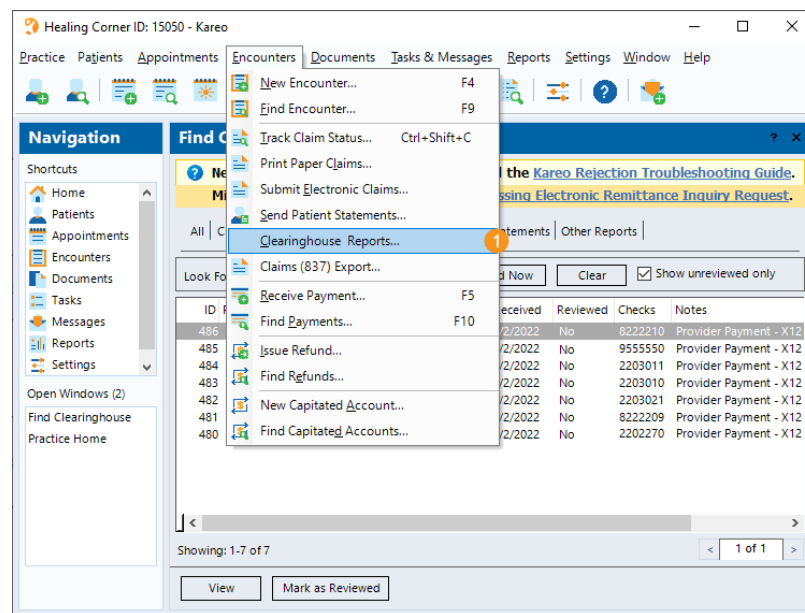 Healing Corner ID: 15050 - Kareo
Practice Patients Appointments Encounters Documents Tasks & Messages Reports Settings Window Help
New Encounter... F4
Find Encounter... F9
Track Claim Status... Ctrl+Shift+C
Print Paper Claims...
Submit Electronic Claims...
Send Patient Statements...
Clearinghouse Reports... 1
Claims (837) Export...
Receive Payment... F5
Find Payments... F10
Issue Refund...
Find Refunds...
New Capitated Account...
Find Capitated Accounts...
Navigation
Shortcuts
Home
Patients
Appointments
Encounters
Documents
Tasks
Messages
Reports
Settings
Open Windows (2)
Find Clearinghouse
Practice Home
Find C
? Ne
the Kareo Rejection Troubleshooting Guide.
Mi
ssing Electronic Remittance Inquiry Request.
All C
tements Other Reports
Look Fo
d Now Clear Show unreviewed only
ID
eceived Reviewed Checks Notes
486 /2/2022 No 8222210 Provider Payment - X12
485 /2/2022 No 9555550 Provider Payment - X12
484 /2/2022 No 2203011 Provider Payment - X12
483 /2/2022 No 2203010 Provider Payment - X12
482 /2/2022 No 2203021 Provider Payment - X12
481 /2/2022 No 8222209 Provider Payment - X12
480 /2/2022 No 2202270 Provider Payment - X12
Showing: 1-7 of 7
< 1 of 1 >
View Mark as Reviewed